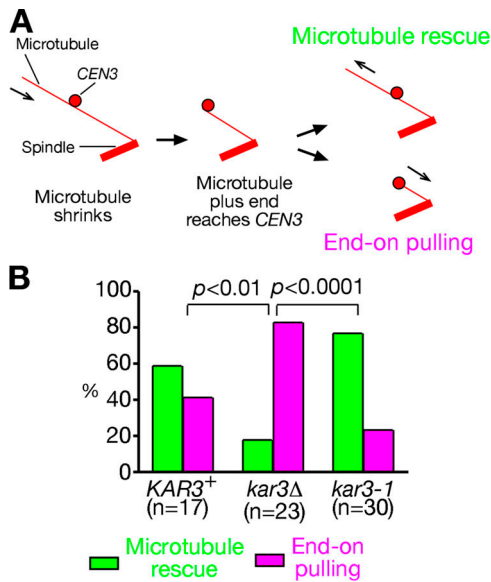 A
Microtubule rescue
Microtubule
CEN3
Spindle
Microtubule
shrinks
Microtubule
plus end
reaches CEN3
End-on pulling
B
p<0.01 p<0.0001
100
80
60
%
40
20
0
KAR3+ kar3Δ kar3-1
(n=17) (n=23) (n=30)
Microtubule
rescue
End-on
pulling